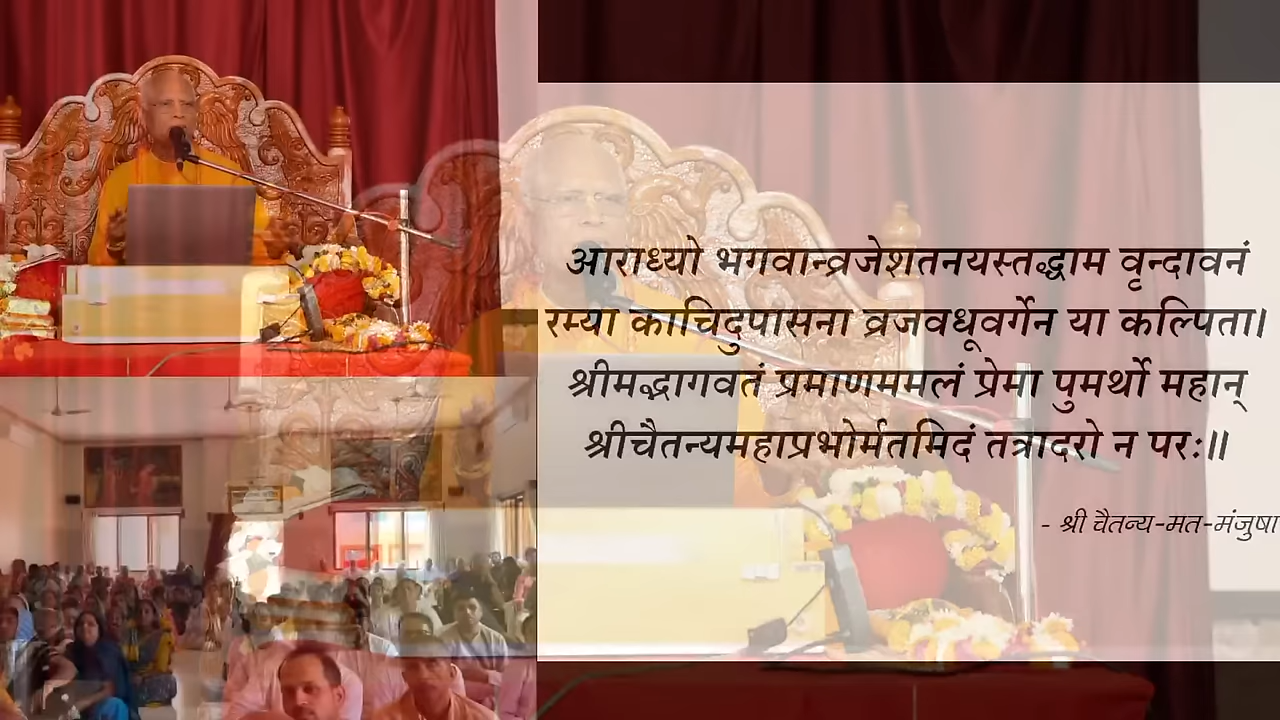 आराध्यो भगवान्व्रजेशतनयस्तद्धाम वृन्दावनं
रम्या काचिदुपासना व्रजवधूवर्गेन या कल्पिता।
श्रीमद्भागवतं प्रमाणममलं प्रेमा पुमर्थो महान्
श्रीचैतन्यमहाप्रभोर्मतमिदं तत्रादरो न परः॥
- श्री चैतन्य-मत-मंजुषा